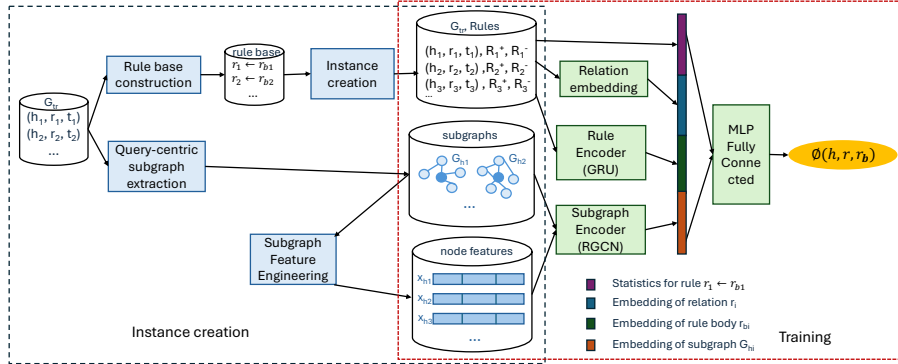 G_tr
(h_1, r_1, t_1)
(h_2, r_2, t_2)
...
Rule base
construction
rule base
r_1 ← r_b1
r_2 ← r_b2
...
Instance
creation
G_tr, Rules
(h_1, r_1, t_1), R_1^+, R_1^-
(h_2, r_2, t_2) ,R_2^+, R_2^-
(h_3, r_3, t_3) , R_3^+, R_3^-
...
Query-centric
subgraph
extraction
subgraphs
G_h1
G_h2
...
Subgraph
Feature
Engineering
node features
x_h1
x_h2
x_h3
...
Relation
embedding
Rule
Encoder
(GRU)
Subgraph
Encoder
(RGCN)
MLP
Fully
Conne
cted
∅(h, r, r_b)
Statistics for rule r_1 ← r_b1
Embedding of relation r_i
Embedding of rule body r_bi
Embedding of subgraph G_hi
Instance creation
Training